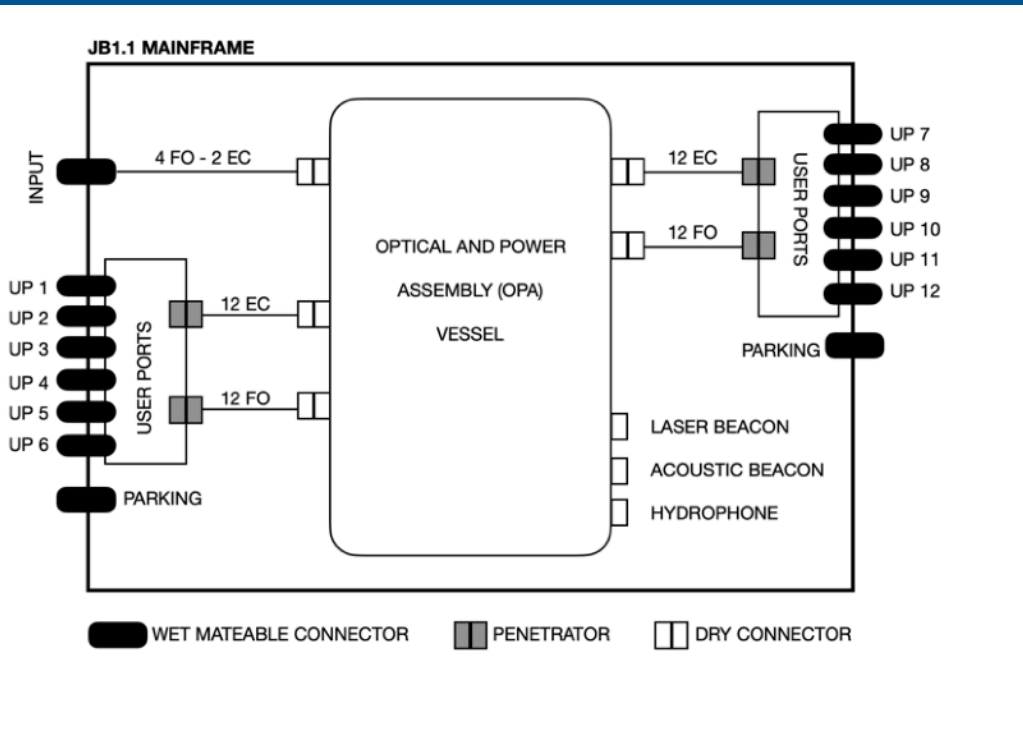 JB1.1 MAINFRAME
INPUT
4 FO - 2 EC
12 EC
12 FO
USER PORTS
UP 7
UP 8
UP 9
UP 10
UP 11
UP 12
PARKING
OPTICAL AND POWER
ASSEMBLY (OPA)
VESSEL
UP 1
UP 2
UP 3
UP 4
UP 5
UP 6
USER PORTS
12 EC
12 FO
PARKING
LASER BEACON
ACOUSTIC BEACON
HYDROPHONE
WET MATEABLE CONNECTOR
PENETRATOR
DRY CONNECTOR